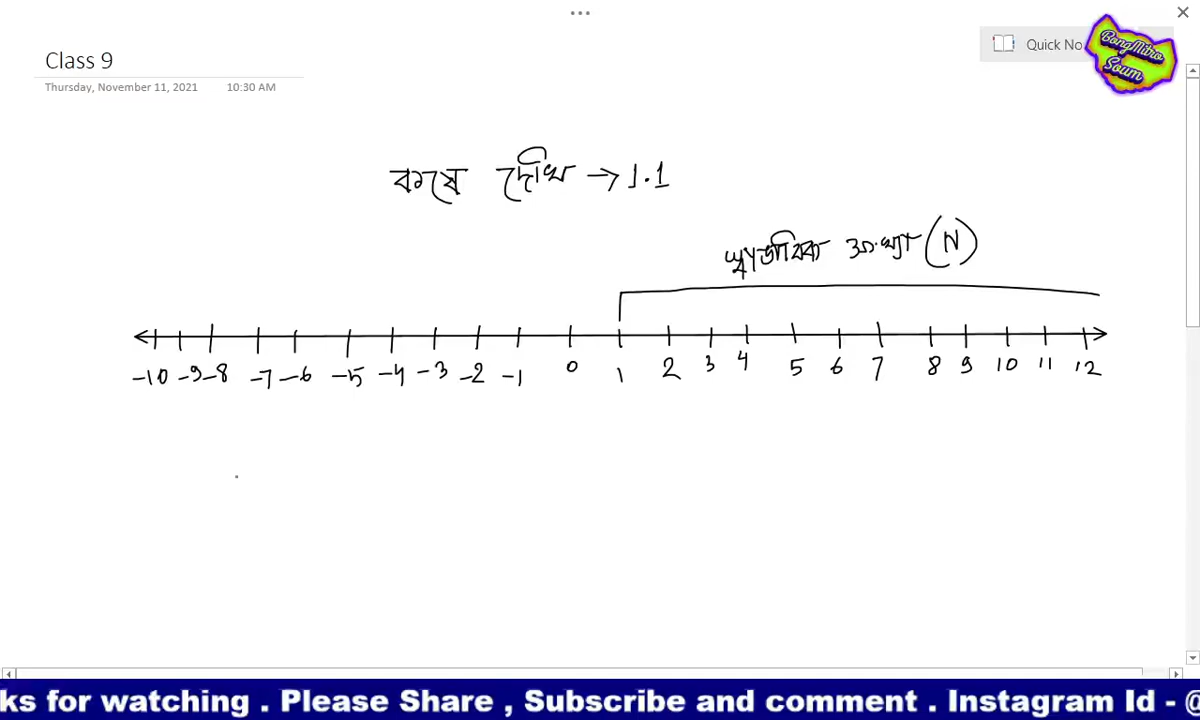 Class 9
Thursday, November 11, 2021 10:30 AM
Quick No
BongMitro Soum
কষে দেখি → 1.1
স্বাভাবিক সংখ্যা (N)
-10 -9 -8 -7 -6 -5 -4 -3 -2 -1 0 1 2 3 4 5 6 7 8 9 10 11 12
ks for watching . Please Share , Subscribe and comment . Instagram Id - @